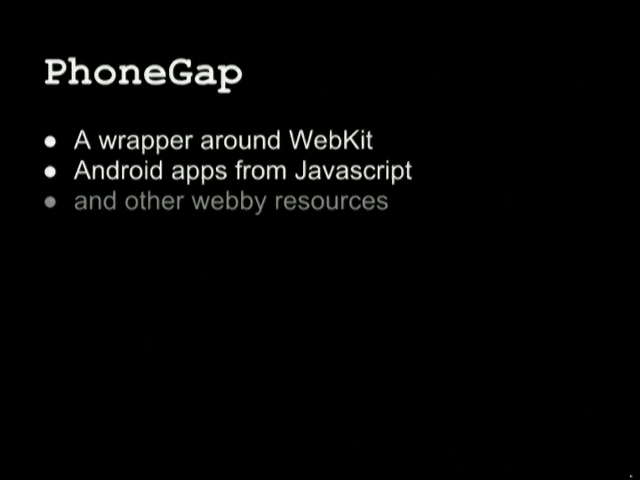 PhoneGap
● A wrapper around WebKit
● Android apps from Javascript
● and other webby resources